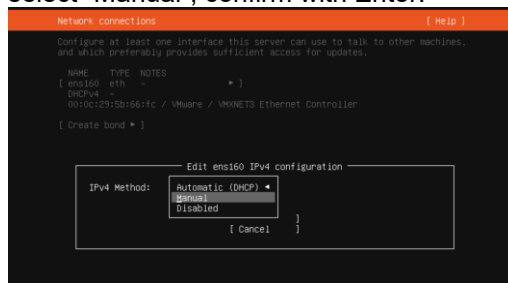 select "Manual", confirm with Enter.
Network connections [ Help ]
Configure at least one interface this server can use to talk to other machines,
and which preferably provides sufficient access for updates.
NAME TYPE NOTES
[ ens160 eth - ▸ ]
DHCPv4 -
00:0c:29:5b:66:fc / VMware / VMXNET3 Ethernet Controller
[ Create bond ▸ ]
Edit ens160 IPv4 configuration
IPv4 Method: Automatic (DHCP) ◂
Manual
Disabled
]
[ Cancel ]